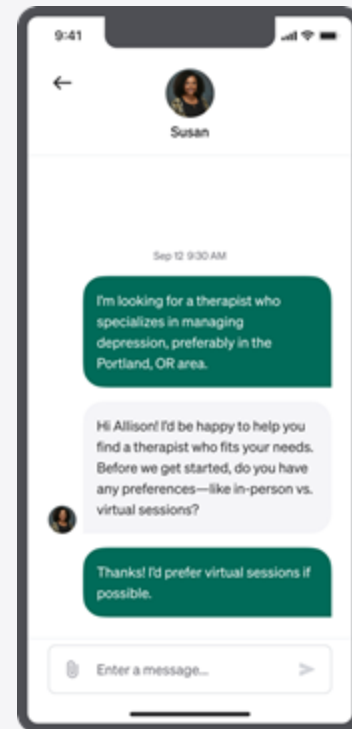 9:41
Susan
Sep 12 9:30 AM
I'm looking for a therapist who
specializes in managing
depression, preferably in the
Portland, OR area.
Hi Allison! I'd be happy to help you
find a therapist who fits your needs.
Before we get started, do you have
any preferences—like in-person vs.
virtual sessions?
Thanks! I'd prefer virtual sessions if
possible.
Enter a message...